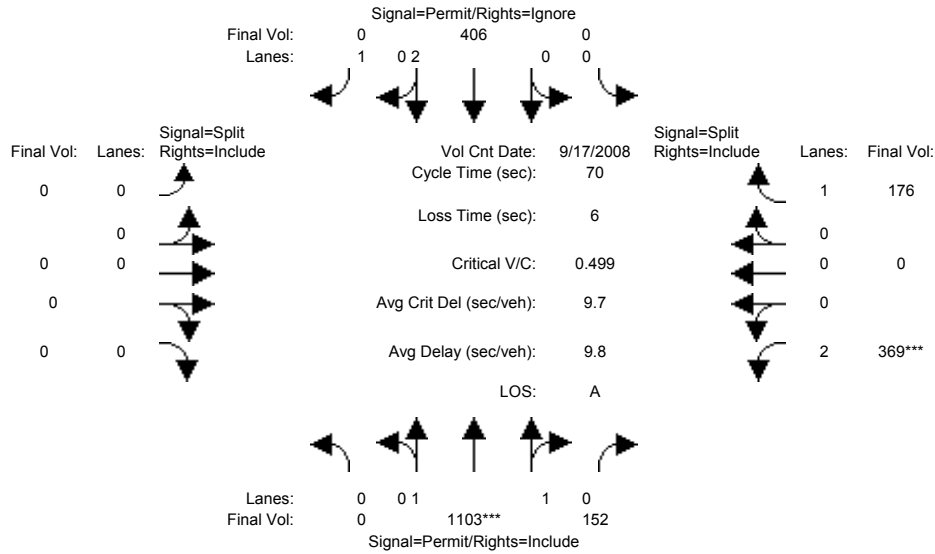 Signal=Permit/Rights=Ignore
Final Vol: 0 406 0
Lanes: 1 0 2 0 0
Signal=Split Signal=Split
Final Vol: Lanes: Rights=Include Vol Cnt Date: 9/17/2008 Rights=Include Lanes: Final Vol:
Cycle Time (sec): 70
0 0 1 176
Loss Time (sec): 6
0 0
0 0 Critical V/C: 0.499 0 0
0 Avg Crit Del (sec/veh): 9.7 0
0 0 Avg Delay (sec/veh): 9.8 2 369***
LOS: A
Lanes: 0 0 1 1 0
Final Vol: 0 1103*** 152
Signal=Permit/Rights=Include